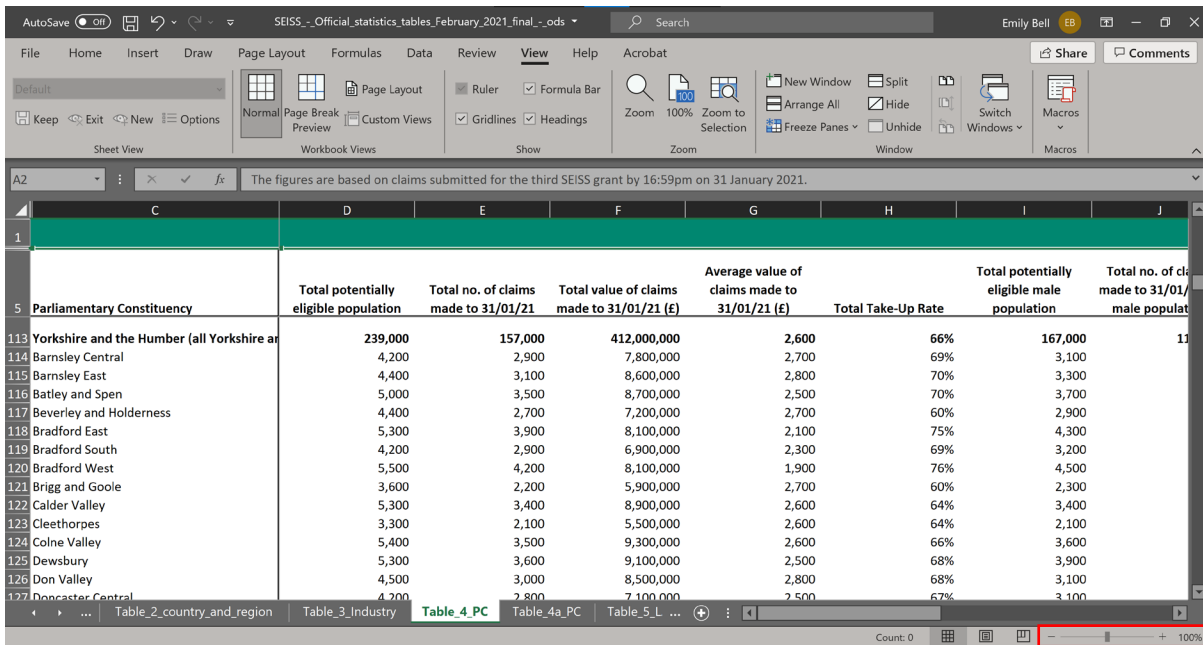 AutoSave Off SEISS_-_Official_statistics_tables_February_2021_final_-_ods Search Emily Bell EB
File Home Insert Draw Page Layout Formulas Data Review View Help Acrobat Share Comments
Default
Keep Exit New Options
Sheet View
Normal Page Break Preview Page Layout Custom Views
Workbook Views
Ruler Formula Bar
Gridlines Headings
Show
Zoom 100 100% Zoom to Selection
Zoom
New Window Split
Arrange All Hide
Freeze Panes Unhide
Switch Windows
Window
Macros
Macros
A2 fx The figures are based on claims submitted for the third SEISS grant by 16:59pm on 31 January 2021.
C D E F G H I J
1
5 Parliamentary Constituency Total potentially eligible population Total no. of claims made to 31/01/21 Total value of claims made to 31/01/21 (£) Average value of claims made to 31/01/21 (£) Total Take-Up Rate Total potentially eligible male population Total no. of cla made to 31/01/ male populat
113 Yorkshire and the Humber (all Yorkshire ar 239,000 157,000 412,000,000 2,600 66% 167,000 11
114 Barnsley Central 4,200 2,900 7,800,000 2,700 69% 3,100
115 Barnsley East 4,400 3,100 8,600,000 2,800 70% 3,300
116 Batley and Spen 5,000 3,500 8,700,000 2,500 70% 3,700
117 Beverley and Holderness 4,400 2,700 7,200,000 2,700 60% 2,900
118 Bradford East 5,300 3,900 8,100,000 2,100 75% 4,300
119 Bradford South 4,200 2,900 6,900,000 2,300 69% 3,200
120 Bradford West 5,500 4,200 8,100,000 1,900 76% 4,500
121 Brigg and Goole 3,600 2,200 5,900,000 2,700 60% 2,300
122 Calder Valley 5,300 3,400 8,900,000 2,600 64% 3,400
123 Cleethorpes 3,300 2,100 5,500,000 2,600 64% 2,100
124 Colne Valley 5,400 3,500 9,300,000 2,600 66% 3,600
125 Dewsbury 5,300 3,600 9,100,000 2,500 68% 3,900
126 Don Valley 4,500 3,000 8,500,000 2,800 68% 3,100
127 Doncaster Central 4,200 2,800 7,100,000 2,500 67% 3,100
... Table_2_country_and_region Table_3_Industry Table_4_PC Table_4a_PC Table_5_L ...
Count: 0 100%